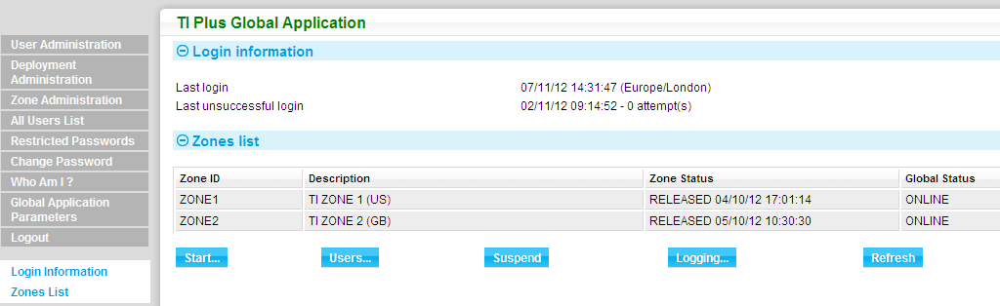 TI Plus Global Application
User Administration
Deployment
Administration
Zone Administration
All Users List
Restricted Passwords
Change Password
Who Am I ?
Global Application
Parameters
Logout
Login Information
Zones List
Login information
Last login 07/11/12 14:31:47 (Europe/London)
Last unsuccessful login 02/11/12 09:14:52 - 0 attempt(s)
Zones list
Zone ID Description Zone Status Global Status
ZONE1 TI ZONE 1 (US) RELEASED 04/10/12 17:01:14 ONLINE
ZONE2 TI ZONE 2 (GB) RELEASED 05/10/12 10:30:30 ONLINE
Start... Users... Suspend Logging... Refresh